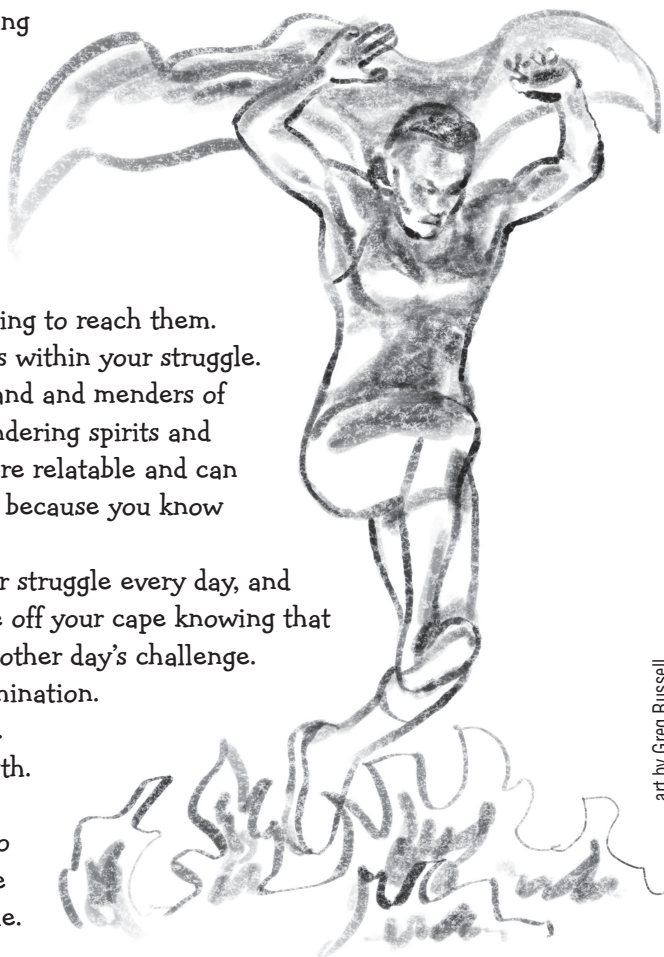 ng
ing to reach them.
s within your struggle.
and and menders of
ndering spirits and
re relatable and can
because you know
r struggle every day, and
e off your cape knowing that
other day's challenge.
nination.
.
th.
o
e
e.
art by Greg Russell